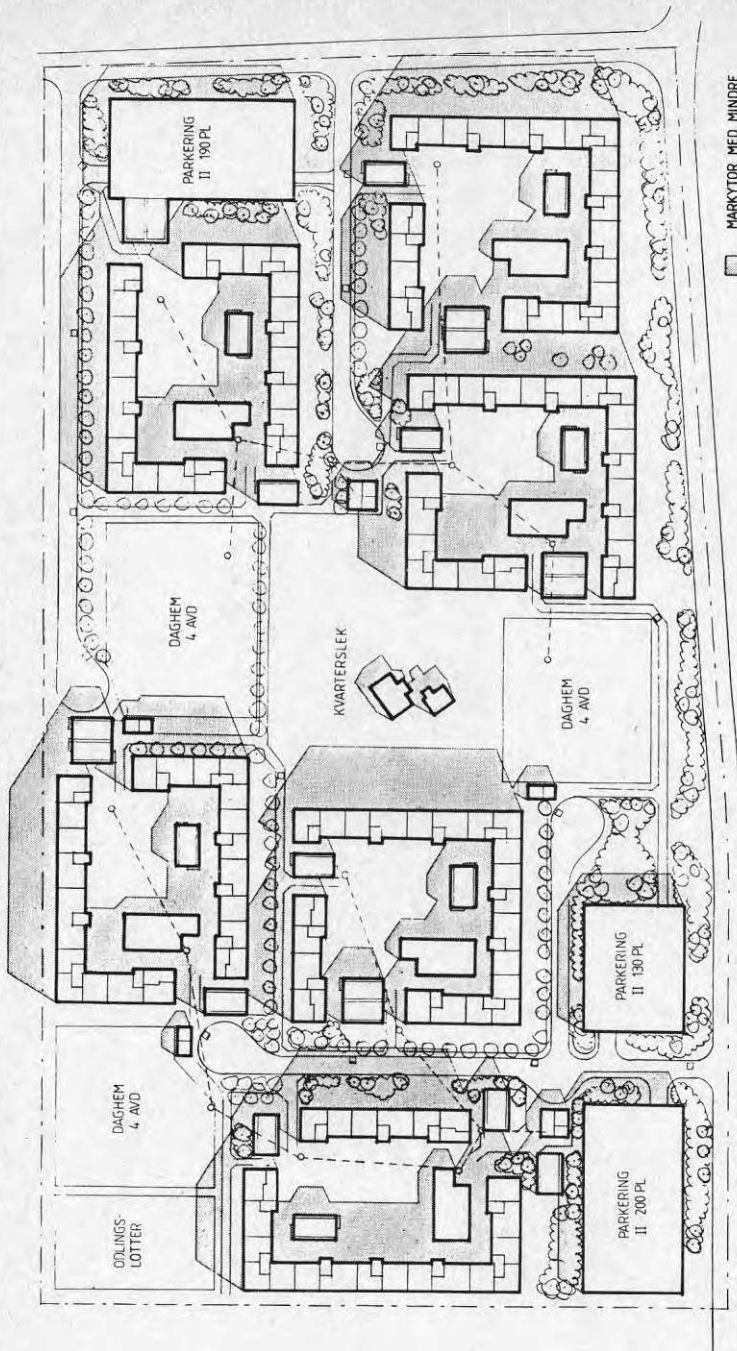 PARKERING
II 190 PL
DAGHEM
4 AVD
KVARTERSLEK
DAGHEM
4 AVD
DAGHEM
4 AVD
ODLINGS-
LOTTER
PARKERING
II 130 PL
PARKERING
II 200 PL
MARKYTOR MED MINDRE